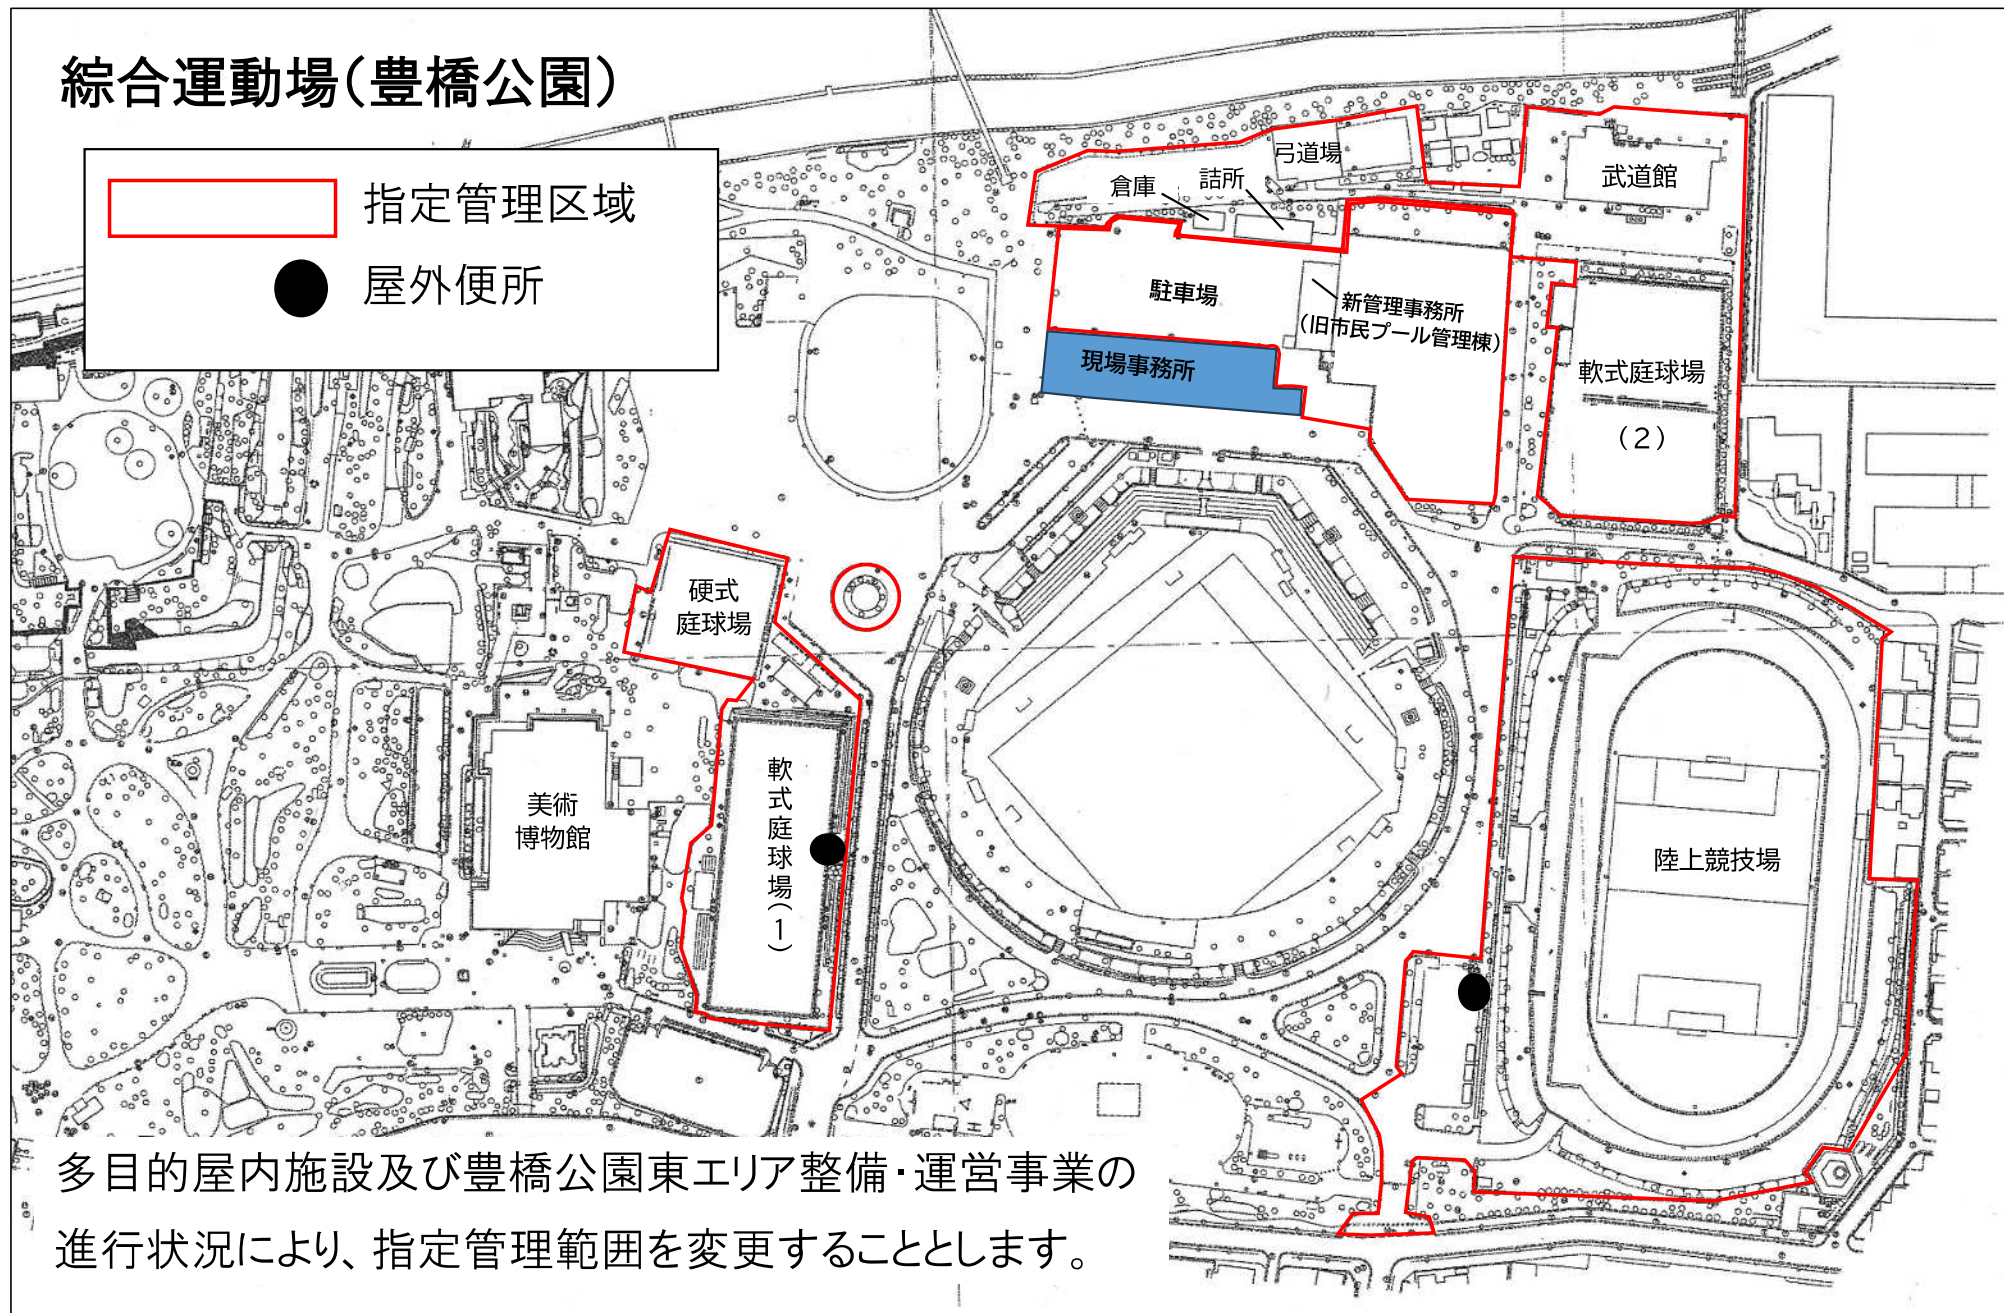 綜合運動場（豊橋公園）
指定管理区域
屋外便所
弓道場
武道館
倉庫
詰所
駐車場
新管理事務所
（旧市民プール管理棟）
現場事務所
軟式庭球場
（２）
硬式
庭球場
美術
博物館
軟式庭球場（１）
陸上競技場
多目的屋内施設及び豊橋公園東エリア整備・運営事業の
進行状況により、指定管理範囲を変更することとします。